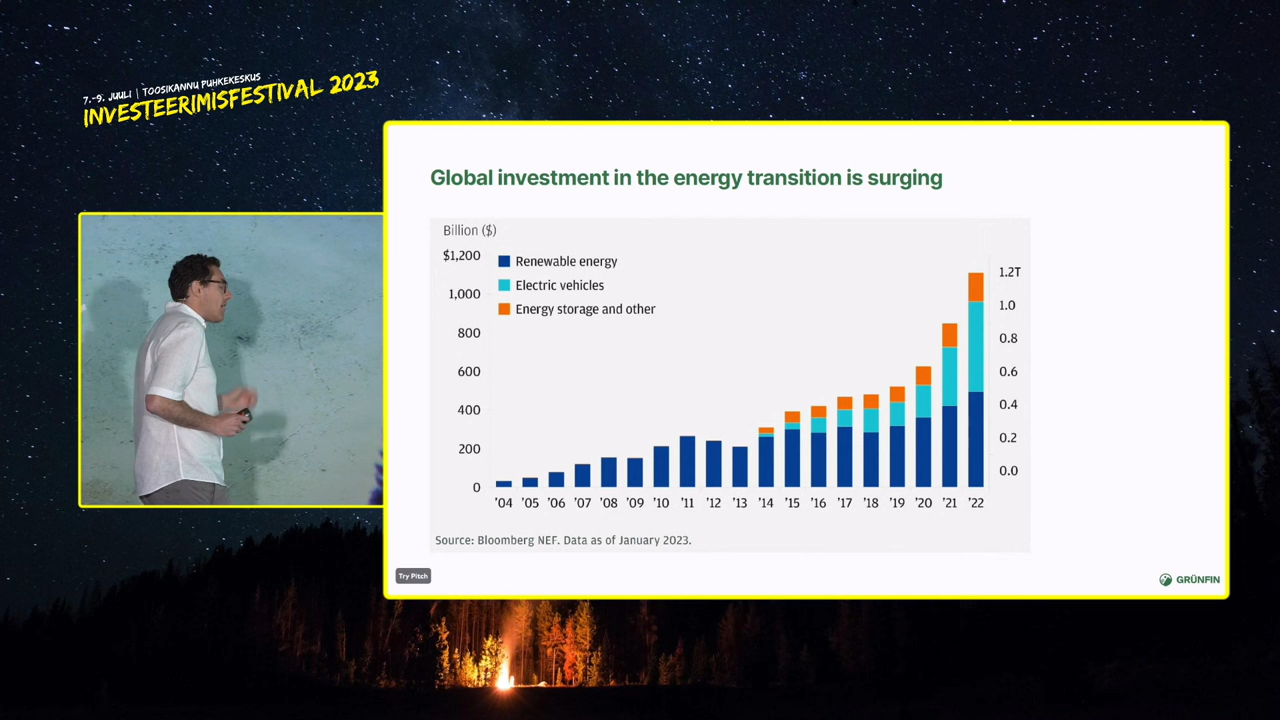 7.-9. JUULI | TOOSIKANNU PUHKEKESKUS
INVESTEERIMISFESTIVAL 2023
Global investment in the energy transition is surging
Billion ($)
$1,200
1,000
800
600
400
200
0
Renewable energy
Electric vehicles
Energy storage and other
1.2T
1.0
0.8
0.6
0.4
0.2
0.0
'04 '05 '06 '07 '08 '09 '10 '11 '12 '13 '14 '15 '16 '17 '18 '19 '20 '21 '22
Source: Bloomberg NEF. Data as of January 2023.
Try Pitch
GRÜNFIN